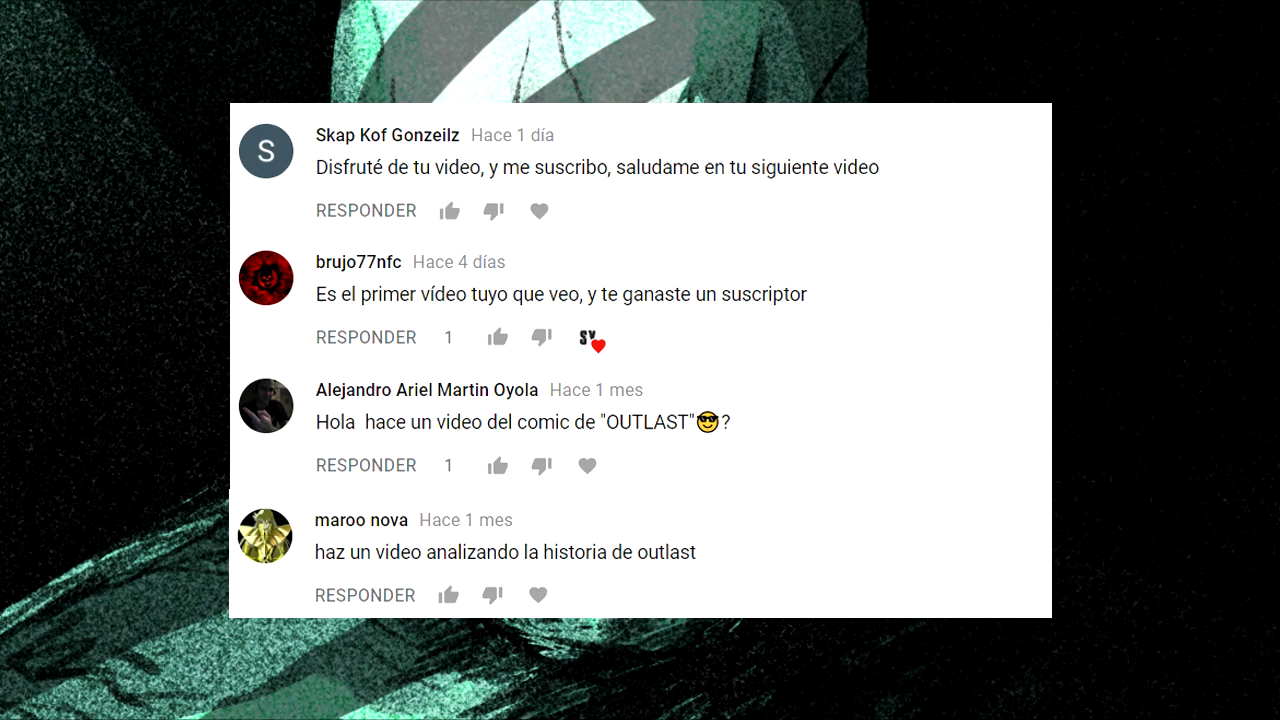 S
Skap Kof Gonzeilz Hace 1 día
Disfruté de tu video, y me suscribo, saludame en tu siguiente video
RESPONDER
brujo77nfc Hace 4 días
Es el primer vídeo tuyo que veo, y te ganaste un suscriptor
RESPONDER 1 SV
Alejandro Ariel Martin Oyola Hace 1 mes
Hola  hace un video del comic de "OUTLAST"😎?
RESPONDER 1
maroo nova Hace 1 mes
haz un video analizando la historia de outlast
RESPONDER